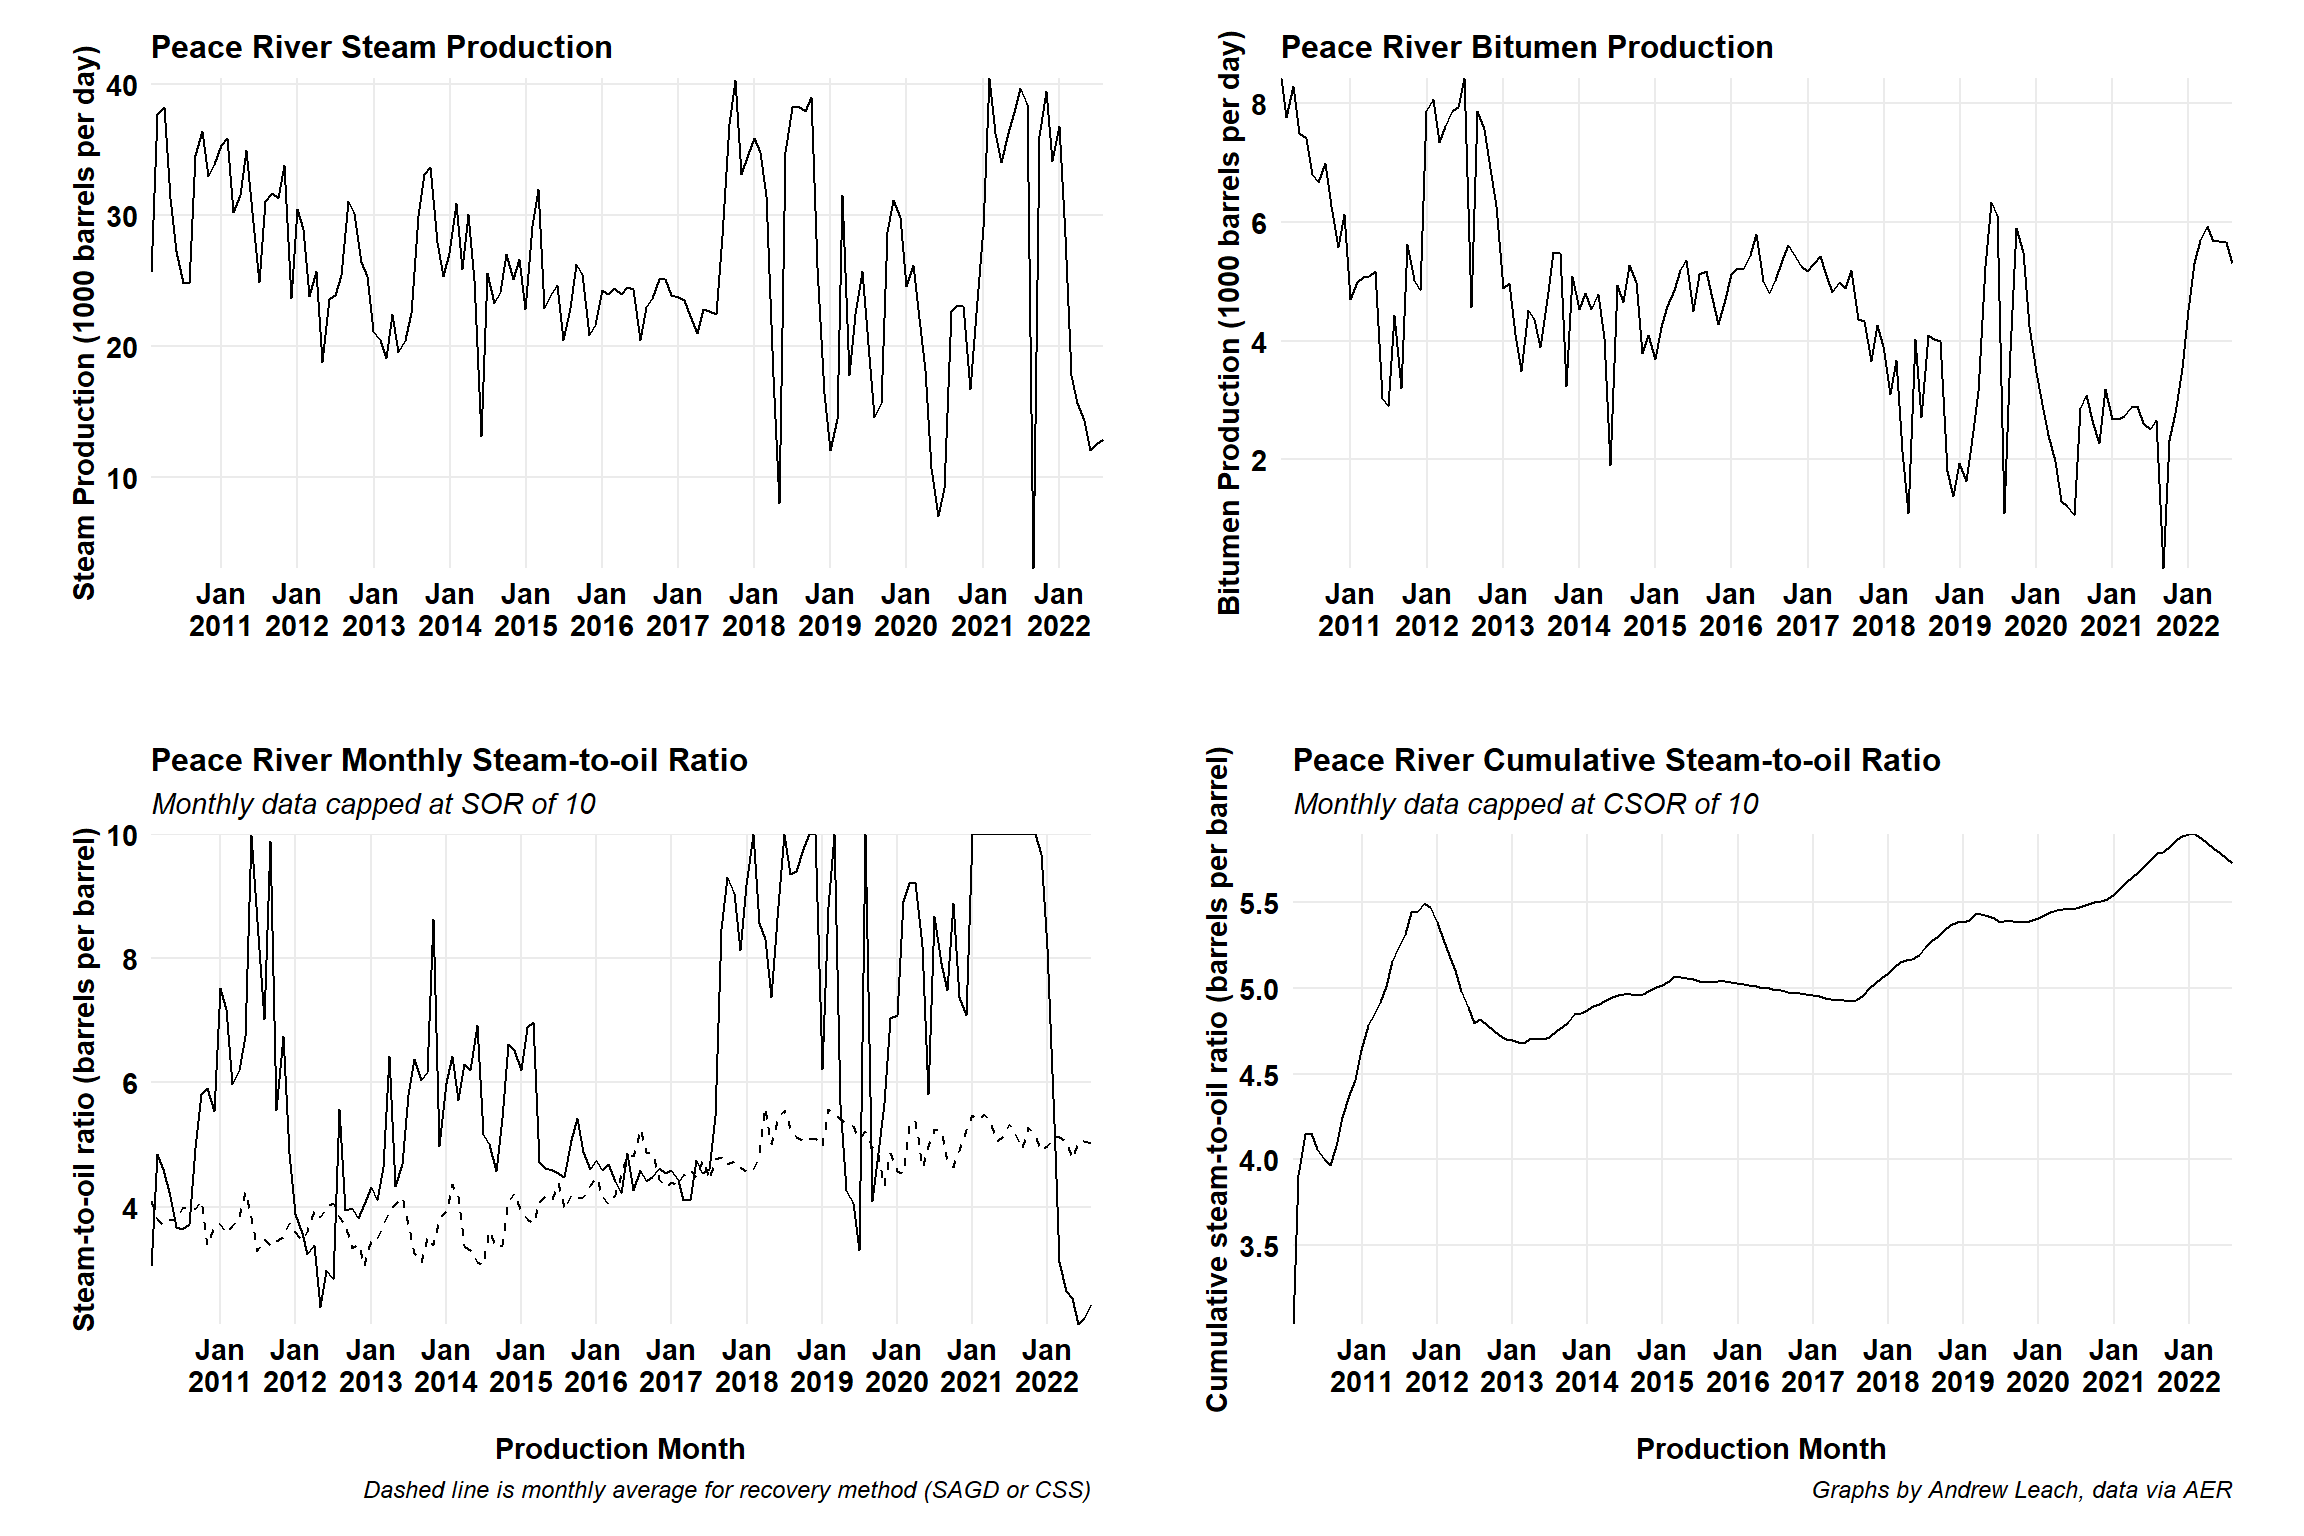 Peace River Steam Production
Steam Production (1000 barrels per day)
40
30
20
10
Jan Jan Jan Jan Jan Jan Jan Jan Jan Jan Jan Jan
2011 2012 2013 2014 2015 2016 2017 2018 2019 2020 2021 2022
Peace River Bitumen Production
Bitumen Production (1000 barrels per day)
8
6
4
2
Jan Jan Jan Jan Jan Jan Jan Jan Jan Jan Jan Jan
2011 2012 2013 2014 2015 2016 2017 2018 2019 2020 2021 2022
Peace River Monthly Steam-to-oil Ratio
Monthly data capped at SOR of 10
Steam-to-oil ratio (barrels per barrel)
10
8
6
4
Jan Jan Jan Jan Jan Jan Jan Jan Jan Jan Jan Jan
2011 2012 2013 2014 2015 2016 2017 2018 2019 2020 2021 2022
Production Month
Dashed line is monthly average for recovery method (SAGD or CSS)
Peace River Cumulative Steam-to-oil Ratio
Monthly data capped at CSOR of 10
Cumulative steam-to-oil ratio (barrels per barrel)
5.5
5.0
4.5
4.0
3.5
Jan Jan Jan Jan Jan Jan Jan Jan Jan Jan Jan Jan
2011 2012 2013 2014 2015 2016 2017 2018 2019 2020 2021 2022
Production Month
Graphs by Andrew Leach, data via AER